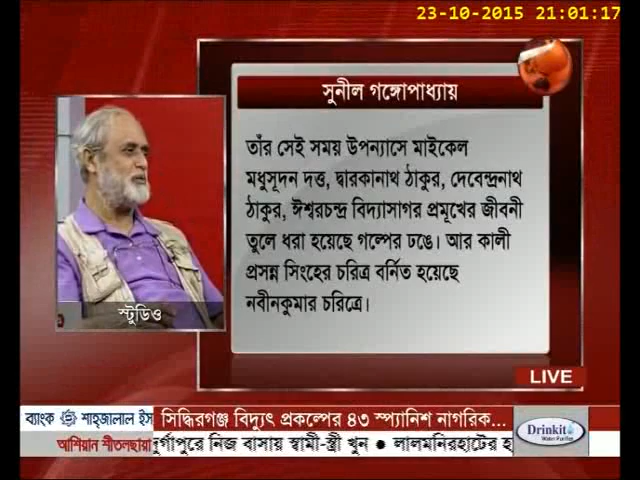 23-10-2015 21:01:17
সুনীল গঙ্গোপাধ্যায়
তাঁর সেই সময় উপন্যাসে মাইকেল
মধুসূদন দত্ত, দ্বারকানাথ ঠাকুর, দেবেন্দ্রনাথ
ঠাকুর, ঈশ্বরচন্দ্র বিদ্যাসাগর প্রমূখের জীবনী
তুলে ধরা হয়েছে গল্পের ঢঙে। আর কালী
প্রসন্ন সিংহের চরিত্র বর্নিত হয়েছে
নবীনকুমার চরিত্রে।
স্টুডিও
LIVE
ব্যাংক শাহ্জালাল ইস সিদ্ধিরগঞ্জ বিদ্যুৎ প্রকল্পের ৪৩ স্প্যানিশ নাগরিক...
Drinkit
Water Purifier
আশিয়ান শীতলছায়া দুর্গাপুরে নিজ বাসায় স্বামী-স্ত্রী খুন ● লালমনিরহাটের